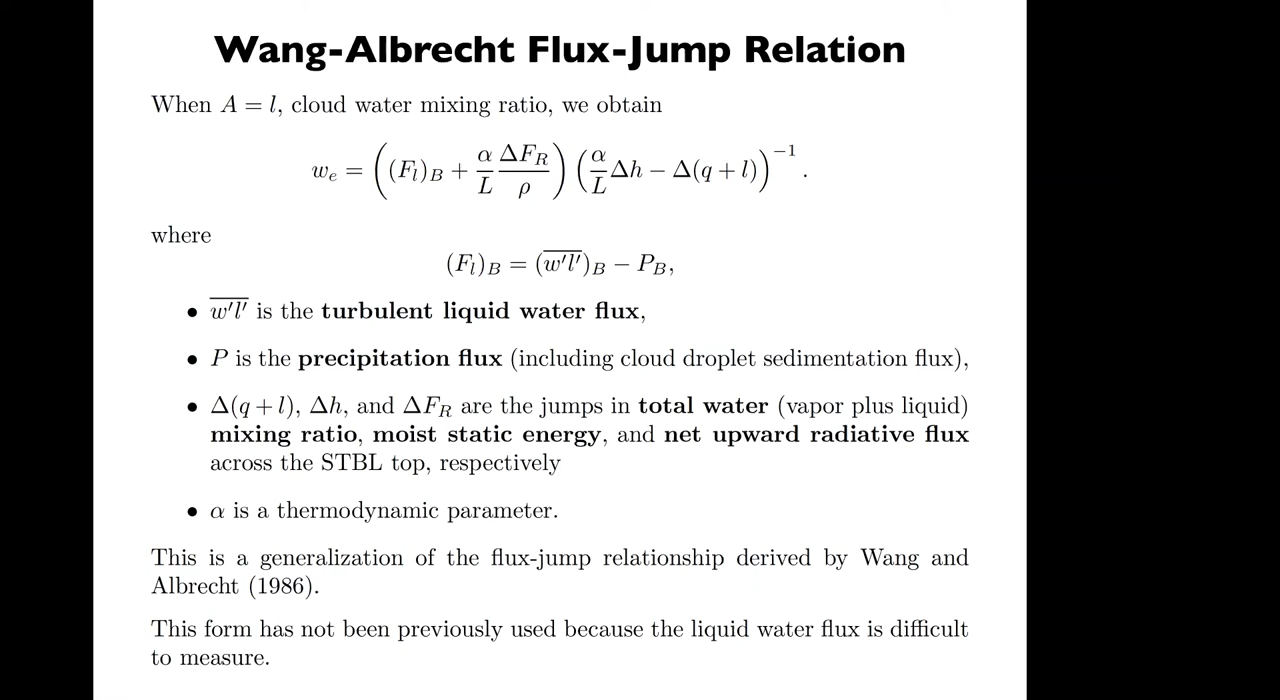 Wang-Albrecht Flux-Jump Relation
When A = l, cloud water mixing ratio, we obtain
w_e = ( (F_l)_B + \frac{α}{L} \frac{ΔF_R}{ρ} ) ( \frac{α}{L} Δh − Δ(q + l) )^{−1} .
where
(F_l)_B = (\overline{w′l′})_B − P_B,
• \overline{w′l′} is the turbulent liquid water flux,
• P is the precipitation flux (including cloud droplet sedimentation flux),
• Δ(q + l), Δh, and ΔF_R are the jumps in total water (vapor plus liquid)
mixing ratio, moist static energy, and net upward radiative flux
across the STBL top, respectively
• α is a thermodynamic parameter.
This is a generalization of the flux-jump relationship derived by Wang and
Albrecht (1986).
This form has not been previously used because the liquid water flux is difficult
to measure.